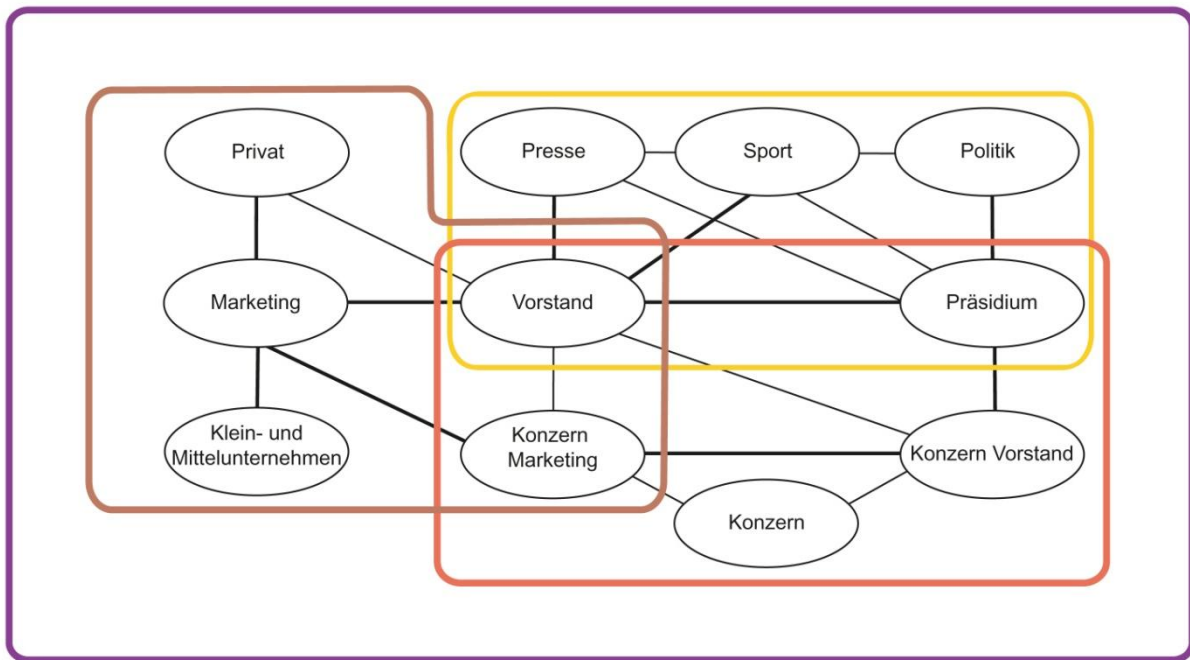 Privat
Presse
Sport
Politik
Marketing
Vorstand
Präsidium
Klein- und
Mittelunternehmen
Konzern
Marketing
Konzern Vorstand
Konzern